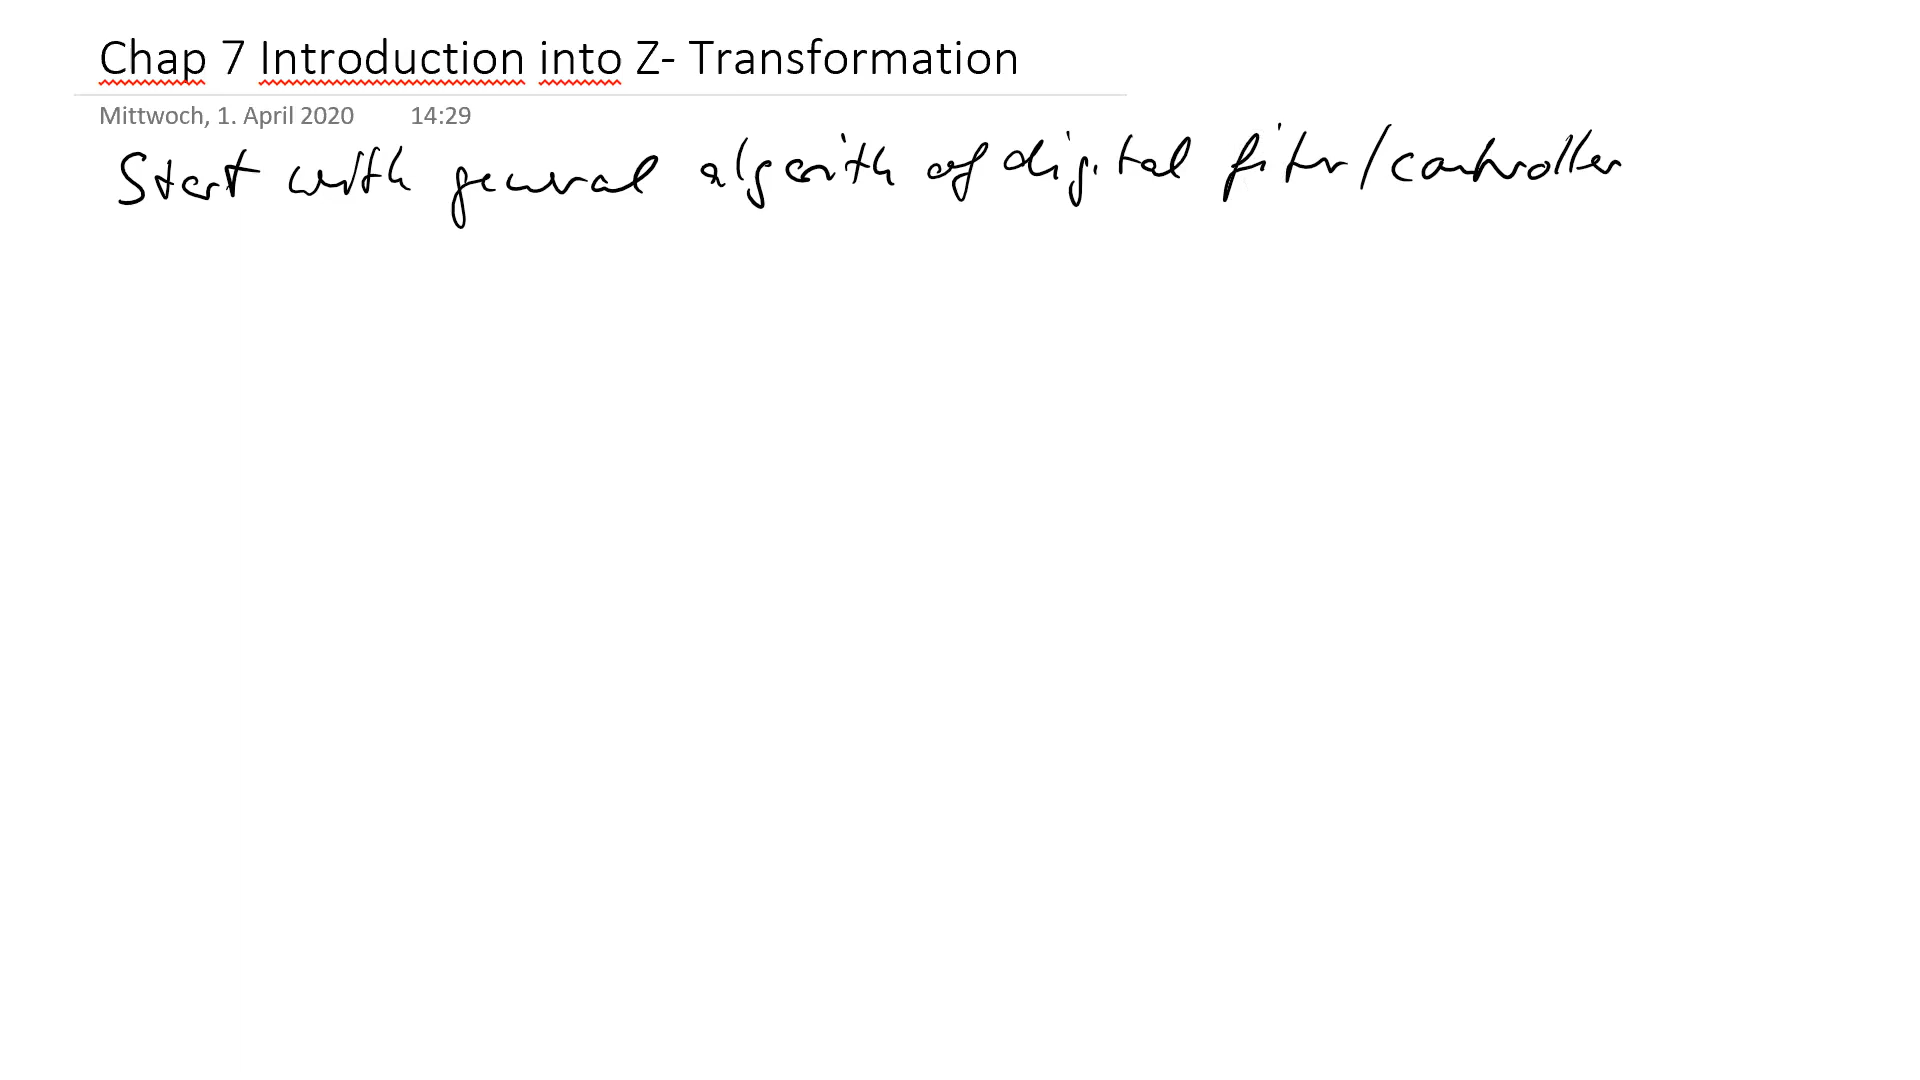 Chap 7 Introduction into Z- Transformation
Mittwoch, 1. April 2020 14:29
Start with general algorith of digital filter/controller